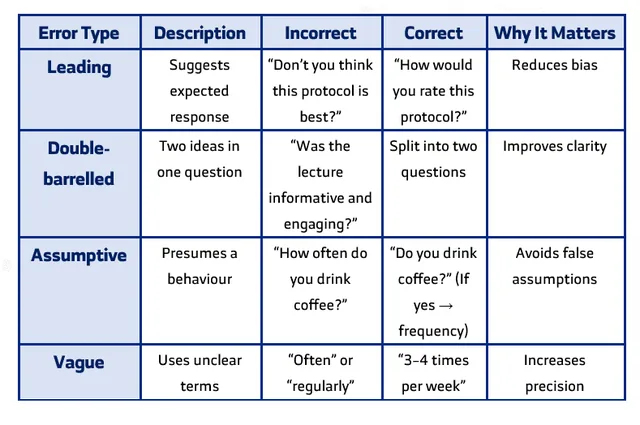 Error Type Description Incorrect Correct Why It Matters
Leading
Suggests
expected
response
“Don’t you think
this protocol is
best?”
“How would
you rate this
protocol?”
Reduces bias
Double-
barrelled
Two ideas in
one question
“Was the
lecture
informative and
engaging?”
Split into two
questions
Improves clarity
Assumptive
Presumes a
behaviour
“How often do
you drink
coffee?”
“Do you drink
coffee?” (If
yes →
frequency)
Avoids false
assumptions
Vague
Uses unclear
terms
“Often” or
“regularly”
“3–4 times
per week”
Increases
precision